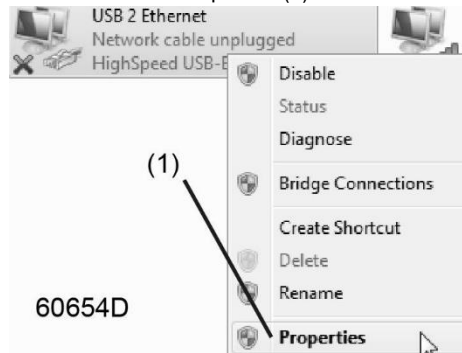 USB 2 Ethernet
Network cable unplugged
HighSpeed USB-E
Disable
Status
Diagnose
(1)
Bridge Connections
Create Shortcut
Delete
Rename
60654D
Properties